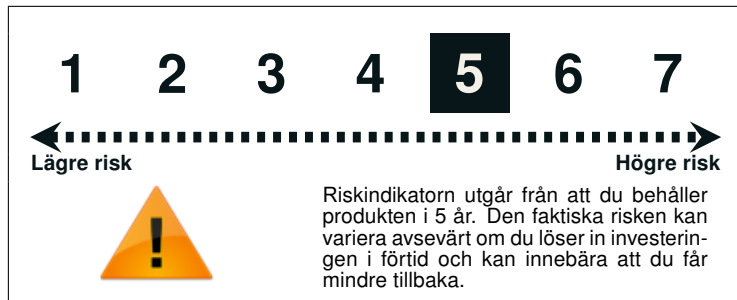 1 2 3 4 5 6 7
Lägre risk Högre risk
!
Riskindikatorn utgår från att du behåller
produkten i 5 år. Den faktiska risken kan
variera avsevärt om du löser in investerin-
gen i förtid och kan innebära att du får
mindre tillbaka.